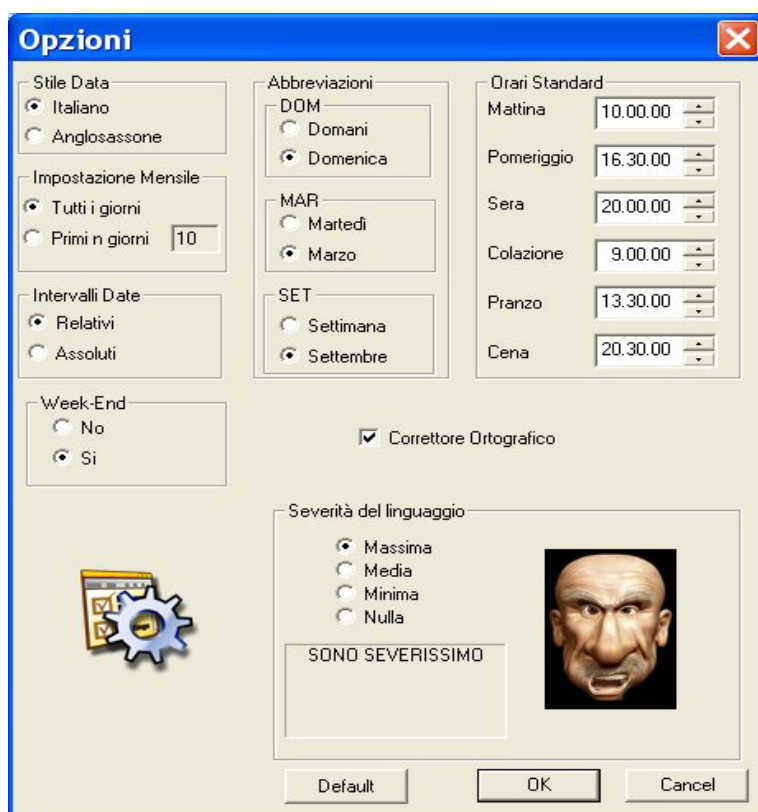 Opzioni
Stile Data
Italiano
Anglosassone
Impostazione Mensile
Tutti i giorni
Primi n giorni 10
Intervalli Date
Relativi
Assoluti
Week-End
No
Si
Abbreviazioni
DOM
Domani
Domenica
MAR
Martedì
Marzo
SET
Settimana
Settembre
Orari Standard
Mattina 10.00.00
Pomeriggio 16.30.00
Sera 20.00.00
Colazione 9.00.00
Pranzo 13.30.00
Cena 20.30.00
Correttore Ortografico
Severità del linguaggio
Massima
Media
Minima
Nulla
SONO SEVERISSIMO
Default OK Cancel